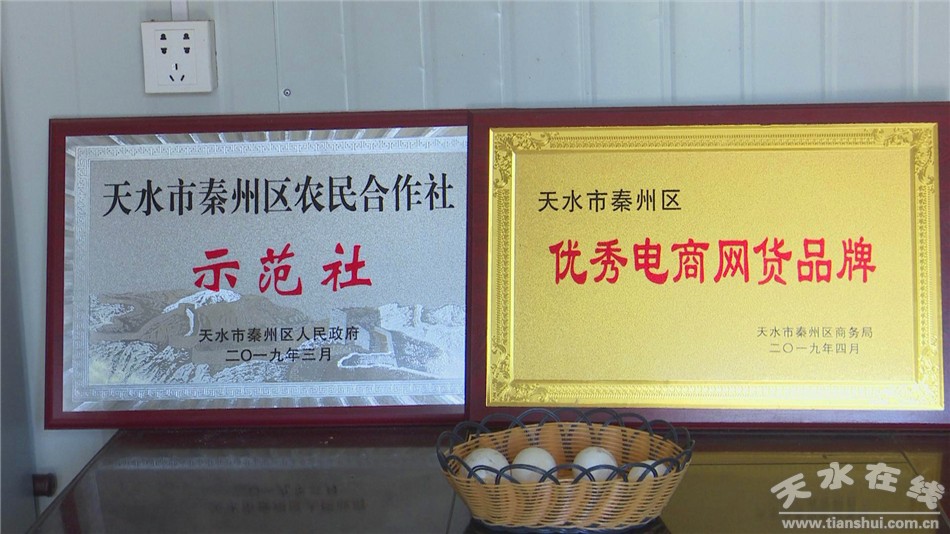 天水市秦州区农民合作社
示范社
天水市秦州区人民政府
二〇一九年三月
天水市秦州区
优秀电商网货品牌
天水市秦州区商务局
二〇一九年四月
天水在线
www.tianshui.com.cn